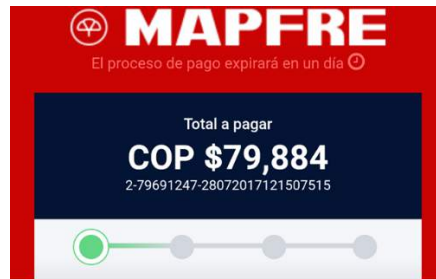 MAPFRE
El proceso de pago expirará en un día
Total a pagar
COP $79,884
2-79691247-28072017121507515